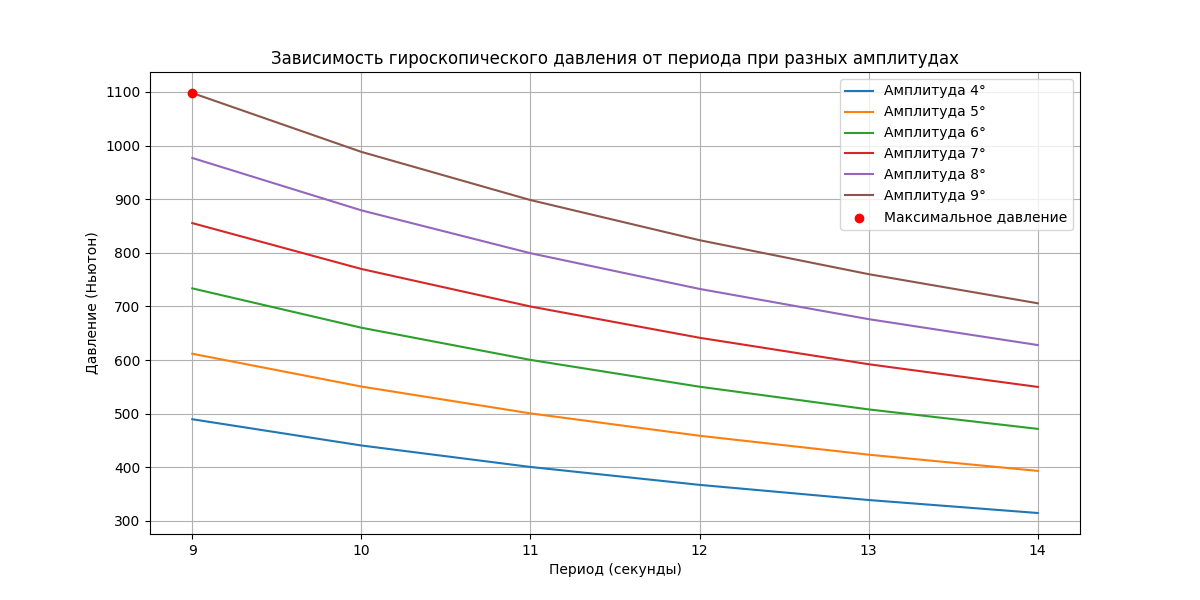 Зависимость гироскопического давления от периода при разных амплитудах
Давление (Ньютон)
1100
1000
900
800
700
600
500
400
300
Амплитуда 4°
Амплитуда 5°
Амплитуда 6°
Амплитуда 7°
Амплитуда 8°
Амплитуда 9°
Максимальное давление
9 10 11 12 13 14
Период (секунды)